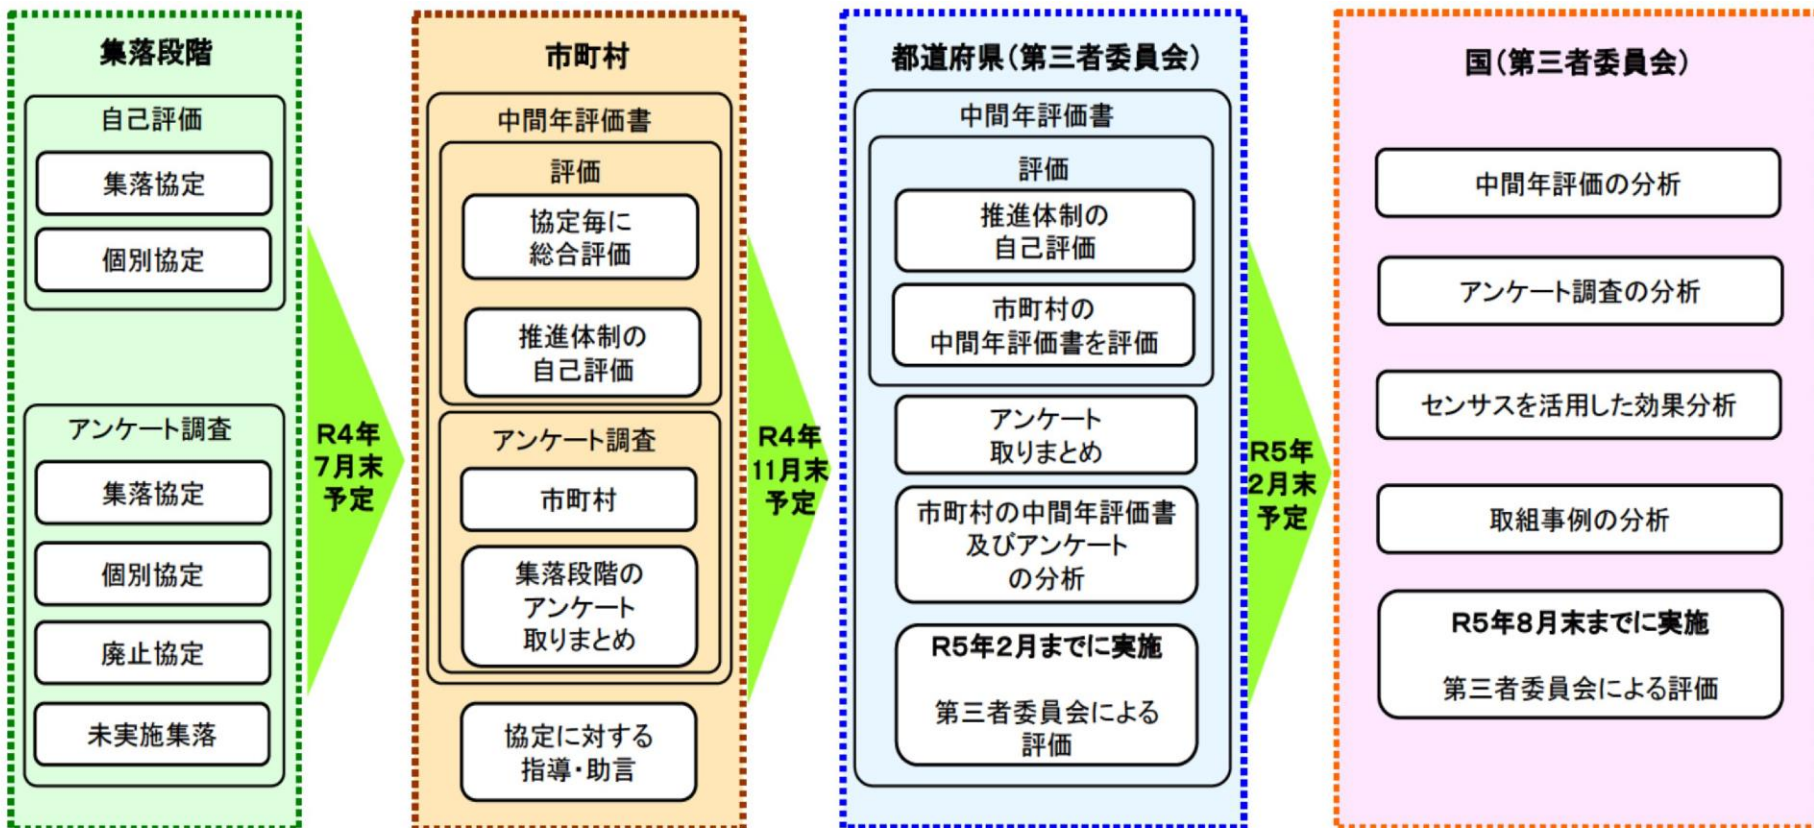 集落段階
自己評価
集落協定
個別協定
アンケート調査
集落協定
個別協定
廃止協定
未実施集落
R4年
7月末
予定
市町村
中間年評価書
評価
協定毎に
総合評価
推進体制の
自己評価
アンケート調査
市町村
集落段階の
アンケート
取りまとめ
協定に対する
指導・助言
R4年
11月末
予定
都道府県(第三者委員会)
中間年評価書
評価
推進体制の
自己評価
市町村の
中間年評価書を評価
アンケート
取りまとめ
市町村の中間年評価書
及びアンケート
の分析
R5年2月までに実施
第三者委員会による
評価
R5年
2月末
予定
国(第三者委員会)
中間年評価の分析
アンケート調査の分析
センサスを活用した効果分析
取組事例の分析
R5年8月末までに実施
第三者委員会による評価